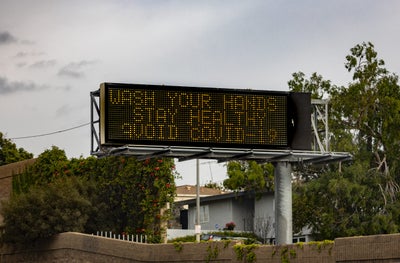 WASH YOUR HANDS
STAY HEALTHY
AVOID COVID-19